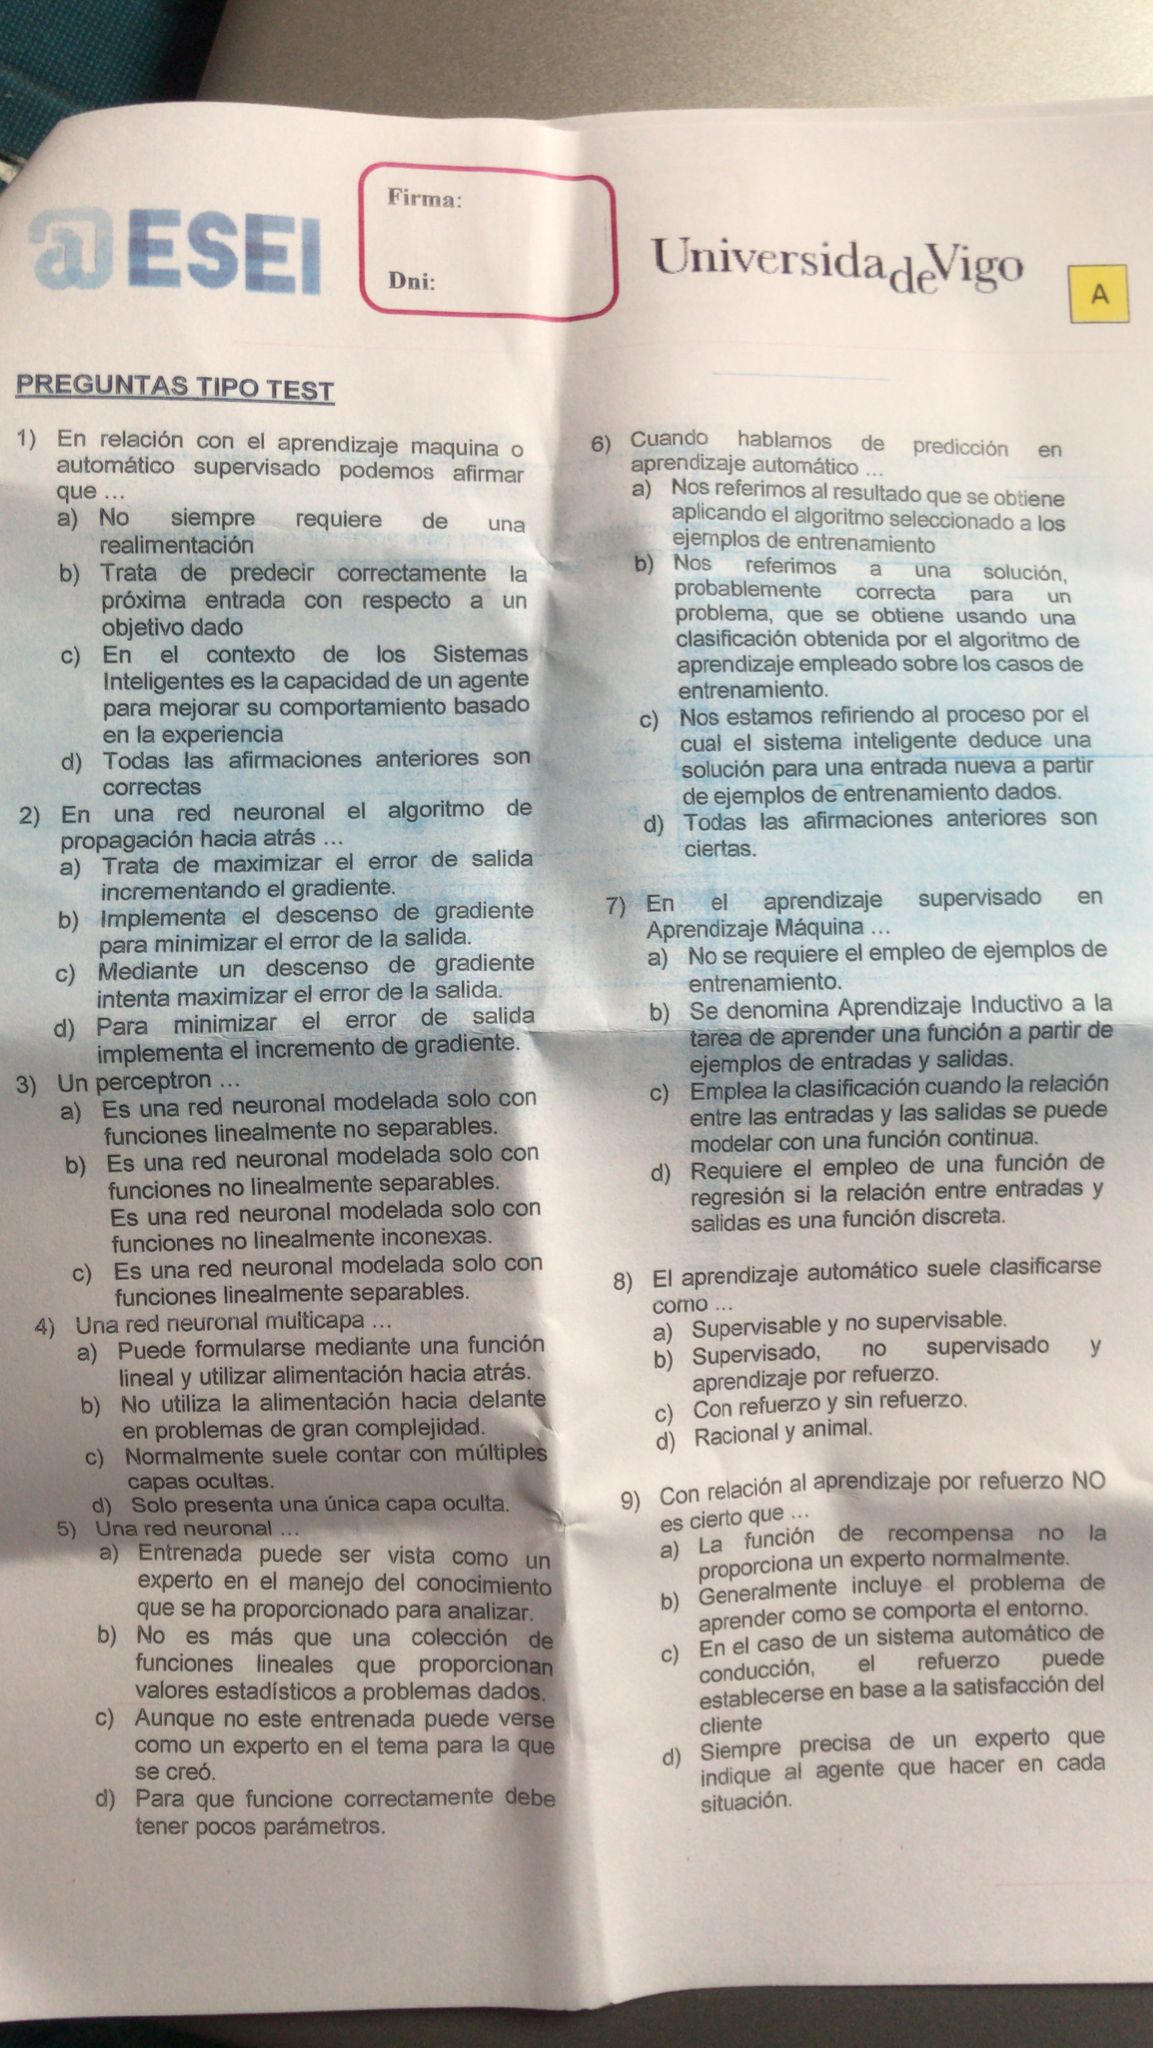 @ESEI
Firma:
Dni:
UniversidadeVigo
A
PREGUNTAS TIPO TEST
1) En relación con el aprendizaje maquina o
automático supervisado podemos afirmar
que ...
a) No siempre requiere de una
realimentación
b) Trata de predecir correctamente la
próxima entrada con respecto a un
objetivo dado
c) En el contexto de los Sistemas
Inteligentes es la capacidad de un agente
para mejorar su comportamiento basado
en la experiencia
d) Todas las afirmaciones anteriores son
correctas
2) En una red neuronal el algoritmo de
propagación hacia atrás ...
a) Trata de maximizar el error de salida
incrementando el gradiente.
b) Implementa el descenso de gradiente
para minimizar el error de la salida.
c) Mediante un descenso de gradiente
intenta maximizar el error de la salida.
d) Para minimizar el error de salida
implementa el incremento de gradiente.
3) Un perceptron ...
a) Es una red neuronal modelada solo con
funciones linealmente no separables.
b) Es una red neuronal modelada solo con
funciones no linealmente separables.
Es una red neuronal modelada solo con
funciones no linealmente inconexas.
c) Es una red neuronal modelada solo con
funciones linealmente separables.
4) Una red neuronal multicapa ...
a) Puede formularse mediante una función
lineal y utilizar alimentación hacia atrás.
b) No utiliza la alimentación hacia delante
en problemas de gran complejidad.
c) Normalmente suele contar con múltiples
capas ocultas.
d) Solo presenta una única capa oculta.
5) Una red neuronal ...
a) Entrenada puede ser vista como un
experto en el manejo del conocimiento
que se ha proporcionado para analizar.
b) No es más que una colección de
funciones lineales que proporcionan
valores estadísticos a problemas dados.
c) Aunque no este entrenada puede verse
como un experto en el tema para la que
se creó.
d) Para que funcione correctamente debe
tener pocos parámetros.
6) Cuando hablamos de predicción en
aprendizaje automático ...
a) Nos referimos al resultado que se obtiene
aplicando el algoritmo seleccionado a los
ejemplos de entrenamiento
b) Nos referimos a una solución,
probablemente correcta para un
problema, que se obtiene usando una
clasificación obtenida por el algoritmo de
aprendizaje empleado sobre los casos de
entrenamiento.
c) Nos estamos refiriendo al proceso por el
cual el sistema inteligente deduce una
solución para una entrada nueva a partir
de ejemplos de entrenamiento dados.
d) Todas las afirmaciones anteriores son
ciertas.
7) En el aprendizaje supervisado en
Aprendizaje Máquina ...
a) No se requiere el empleo de ejemplos de
entrenamiento.
b) Se denomina Aprendizaje Inductivo a la
tarea de aprender una función a partir de
ejemplos de entradas y salidas.
c) Emplea la clasificación cuando la relación
entre las entradas y las salidas se puede
modelar con una función continua.
d) Requiere el empleo de una función de
regresión si la relación entre entradas y
salidas es una función discreta.
8) El aprendizaje automático suele clasificarse
como ...
a) Supervisable y no supervisable.
b) Supervisado, no supervisado y
aprendizaje por refuerzo.
c) Con refuerzo y sin refuerzo.
d) Racional y animal.
9) Con relación al aprendizaje por refuerzo NO
es cierto que ...
a) La función de recompensa no la
proporciona un experto normalmente.
b) Generalmente incluye el problema de
aprender como se comporta el entorno.
c) En el caso de un sistema automático de
conducción, el refuerzo puede
establecerse en base a la satisfacción del
cliente
d) Siempre precisa de un experto que
indique al agente que hacer en cada
situación.